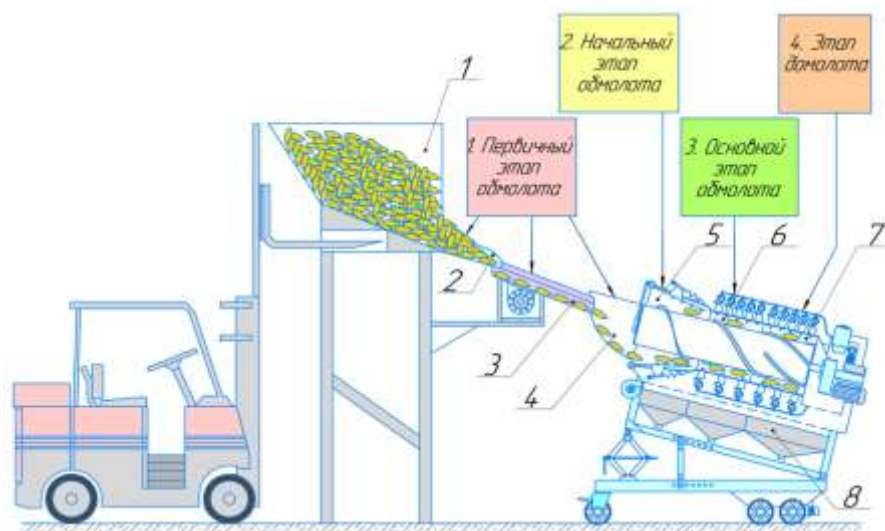 2. Начальный
этап
обмолота
4. Этап
домолота
1
1. Первичный
этап
обмолота
3. Основной
этап
обмолота
5
6
7
2
3
4
8